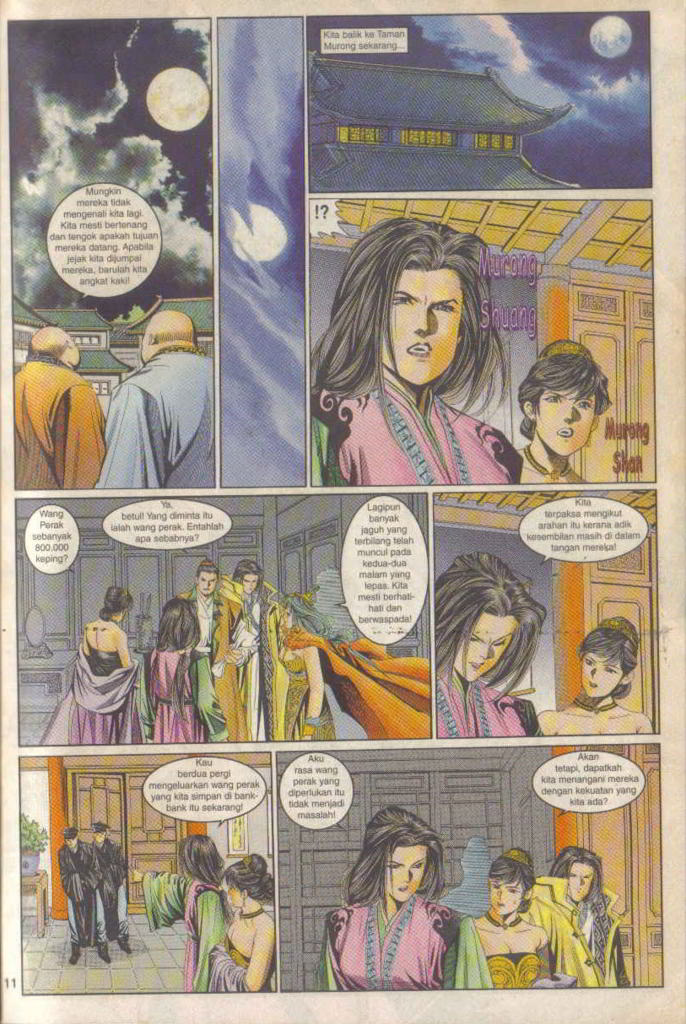 Mungkin
mereka tidak
mengenali kita lagi.
Kita mesti bertenang
dan tengok apakah tujuan
mereka datang. Apabila
jejak kita dijumpai
mereka, barulah kita
angkat kaki!
Kita balik ke Taman
Murong sekarang...
!?
Murong
Shuang
Murong
Shan
Wang
Perak
sebanyak
800,000
keping?
Ya,
betul! Yang diminta itu
ialah wang perak. Entahlah
apa sebabnya?
Lagipun
banyak
jaguh yang
terbilang telah
muncul pada
kedua-dua
malam yang
lepas. Kita
mesti berhati-
hati dan
berwaspada!
Kita
terpaksa mengikut
arahan itu kerana adik
kesembilan masih di dalam
tangan mereka!
Kau
berdua pergi
mengeluarkan wang perak
yang kita simpan di bank-
bank itu sekarang!
Aku
rasa wang
perak yang
diperlukan itu
tidak menjadi
masalah!
Akan
tetapi, dapatkah
kita menangani mereka
dengan kekuatan yang
kita ada?
11